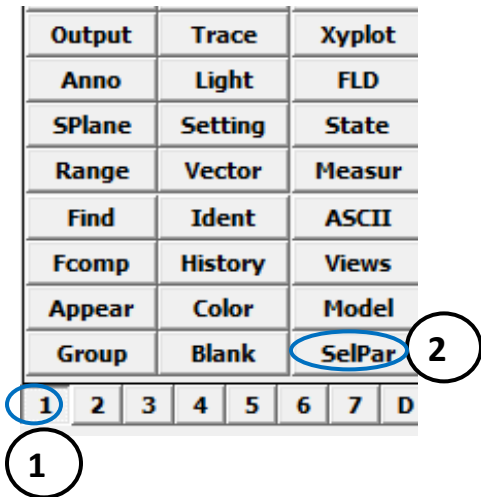 Output Trace Xyplot
Anno Light FLD
SPlane Setting State
Range Vector Measur
Find Ident ASCII
Fcomp History Views
Appear Color Model
Group Blank SelPar 2
1 2 3 4 5 6 7 D
1